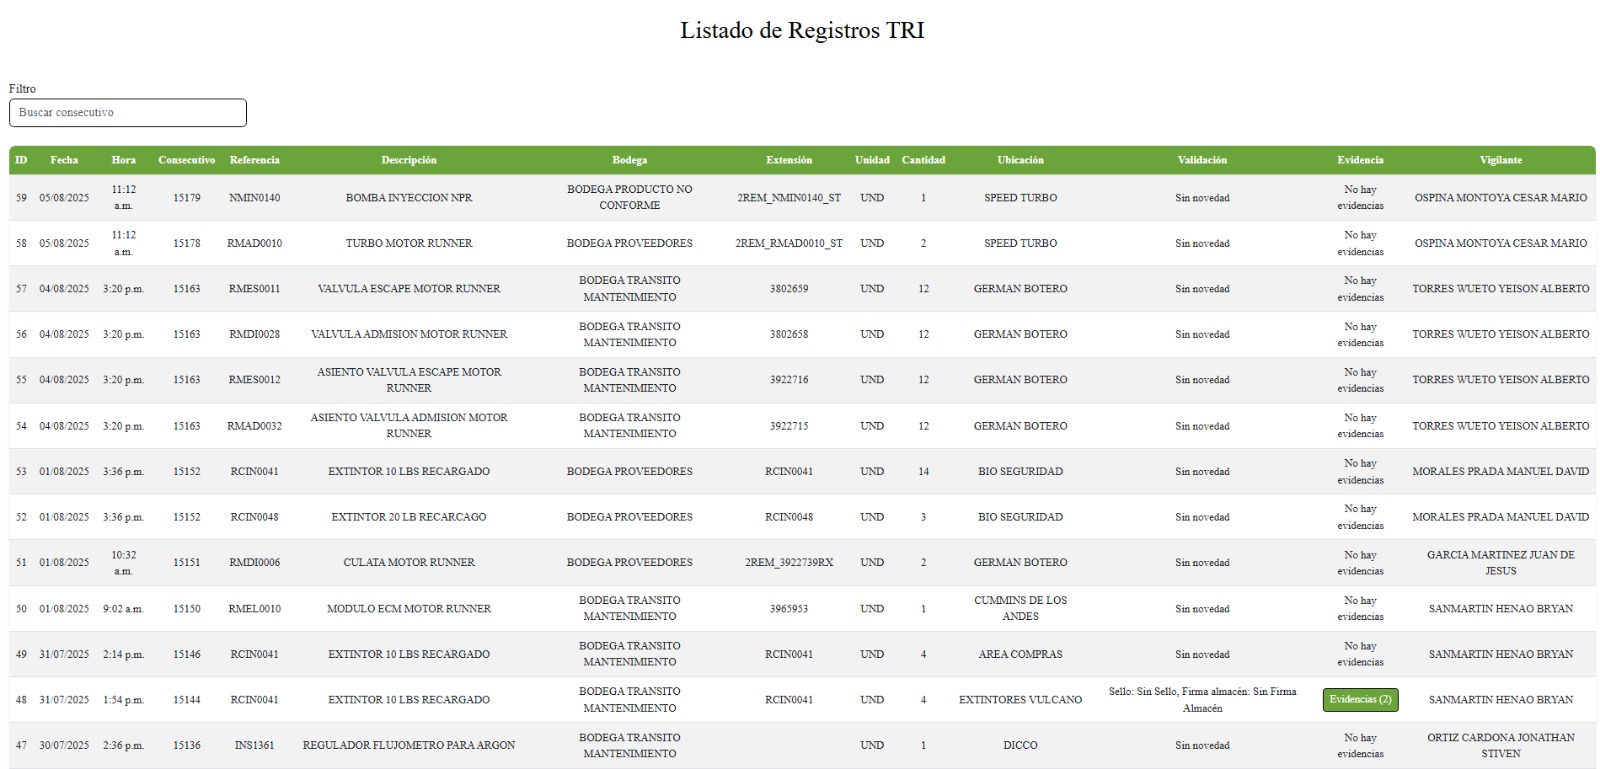 Listado de Registros TRI
Filtro
Buscar consecutivo
ID Fecha Hora Consecutivo Referencia Descripción Bodega Extensión Unidad Cantidad Ubicación Validación Evidencia Vigilante
59 05/08/2025 11:12 a.m. 15179 NMIN0140 BOMBA INYECCION NPR BODEGA PRODUCTO NO CONFORME 2REM_NMIN0140_ST UND 1 SPEED TURBO Sin novedad No hay evidencias OSPINA MONTOYA CESAR MARIO
58 05/08/2025 11:12 a.m. 15178 RMAD0010 TURBO MOTOR RUNNER BODEGA PROVEEDORES 2REM_RMAD0010_ST UND 2 SPEED TURBO Sin novedad No hay evidencias OSPINA MONTOYA CESAR MARIO
57 04/08/2025 3:20 p.m. 15163 RMES0011 VALVULA ESCAPE MOTOR RUNNER BODEGA TRANSITO MANTENIMIENTO 3802659 UND 12 GERMAN BOTERO Sin novedad No hay evidencias TORRES WUETO YEISON ALBERTO
56 04/08/2025 3:20 p.m. 15163 RMDI0028 VALVULA ADMISION MOTOR RUNNER BODEGA TRANSITO MANTENIMIENTO 3802658 UND 12 GERMAN BOTERO Sin novedad No hay evidencias TORRES WUETO YEISON ALBERTO
55 04/08/2025 3:20 p.m. 15163 RMES0012 ASIENTO VALVULA ESCAPE MOTOR RUNNER BODEGA TRANSITO MANTENIMIENTO 3922716 UND 12 GERMAN BOTERO Sin novedad No hay evidencias TORRES WUETO YEISON ALBERTO
54 04/08/2025 3:20 p.m. 15163 RMAD0032 ASIENTO VALVULA ADMISION MOTOR RUNNER BODEGA TRANSITO MANTENIMIENTO 3922715 UND 12 GERMAN BOTERO Sin novedad No hay evidencias TORRES WUETO YEISON ALBERTO
53 01/08/2025 3:36 p.m. 15152 RCIN0041 EXTINTOR 10 LBS RECARGADO BODEGA PROVEEDORES RCIN0041 UND 14 BIO SEGURIDAD Sin novedad No hay evidencias MORALES PRADA MANUEL DAVID
52 01/08/2025 3:36 p.m. 15152 RCIN0048 EXTINTOR 20 LB RECARCAGO BODEGA PROVEEDORES RCIN0048 UND 3 BIO SEGURIDAD Sin novedad No hay evidencias MORALES PRADA MANUEL DAVID
51 01/08/2025 10:32 a.m. 15151 RMDI0006 CULATA MOTOR RUNNER BODEGA PROVEEDORES 2REM_3922739RX UND 2 GERMAN BOTERO Sin novedad No hay evidencias GARCIA MARTINEZ JUAN DE JESUS
50 01/08/2025 9:02 a.m. 15150 RMEL0010 MODULO ECM MOTOR RUNNER BODEGA TRANSITO MANTENIMIENTO 3965953 UND 1 CUMMINS DE LOS ANDES Sin novedad No hay evidencias SANMARTIN HENAO BRYAN
49 31/07/2025 2:14 p.m. 15146 RCIN0041 EXTINTOR 10 LBS RECARGADO BODEGA TRANSITO MANTENIMIENTO RCIN0041 UND 4 AREA COMPRAS Sin novedad No hay evidencias SANMARTIN HENAO BRYAN
48 31/07/2025 1:54 p.m. 15144 RCIN0041 EXTINTOR 10 LBS RECARGADO BODEGA TRANSITO MANTENIMIENTO RCIN0041 UND 4 EXTINTORES VULCANO Sello: Sin Sello, Firma almacén: Sin Firma Almacén Evidencias (2) SANMARTIN HENAO BRYAN
47 30/07/2025 2:36 p.m. 15136 INS1361 REGULADOR FLUJOMETRO PARA ARGON BODEGA TRANSITO MANTENIMIENTO UND 1 DICCO Sin novedad No hay evidencias ORTIZ CARDONA JONATHAN STIVEN